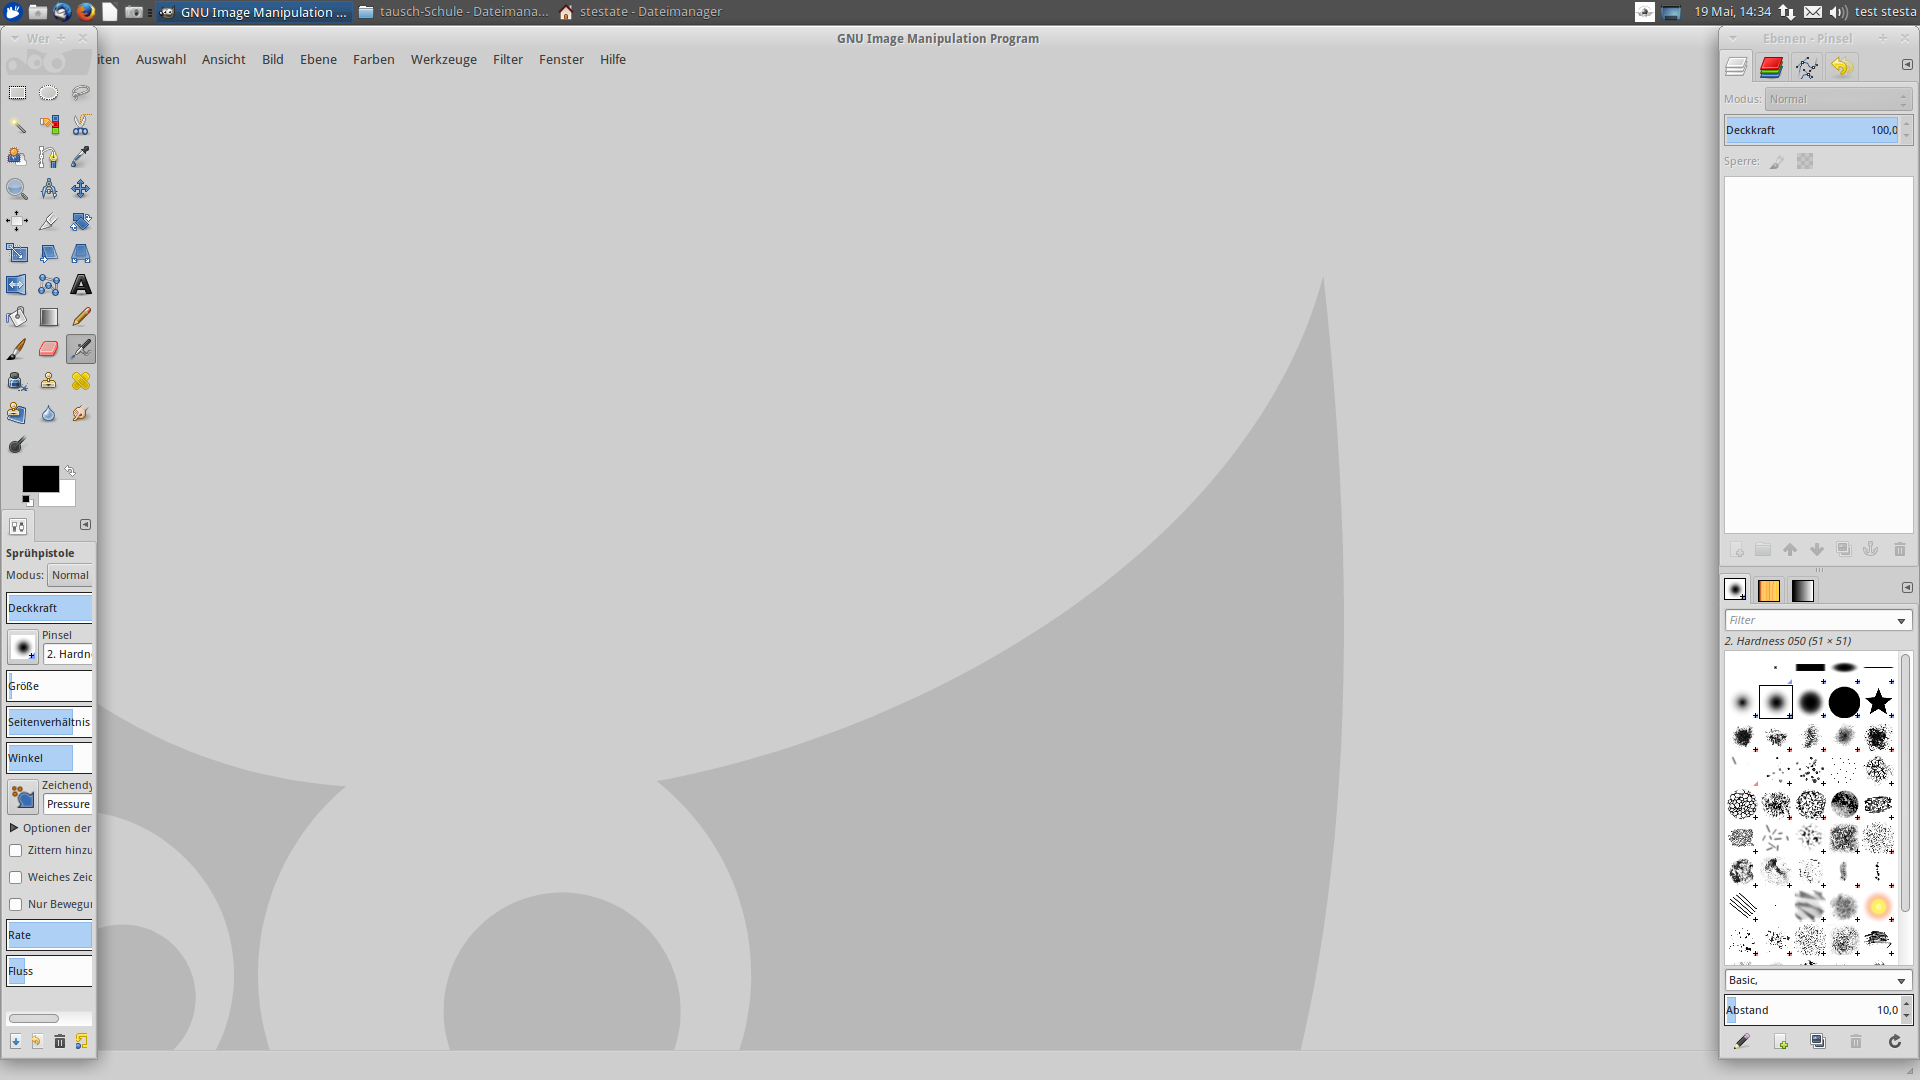 GNU Image Manipulation ...
tausch-Schule - Dateimana...
stestate - Dateimanager
19 Mai, 14:34
test stesta
Wer
GNU Image Manipulation Program
Ebenen - Pinsel
iten Auswahl Ansicht Bild Ebene Farben Werkzeuge Filter Fenster Hilfe
Modus: Normal
Deckkraft 100,0
Sperre:
Sprühpistole
Modus: Normal
Deckkraft
Pinsel
2. Hardn
Größe
Seitenverhältnis
Winkel
Zeichendy
Pressure
Optionen der
Zittern hinzu
Weiches Zeic
Nur Bewegu
Rate
Fluss
Filter
2. Hardness 050 (51 × 51)
Basic,
Abstand 10,0